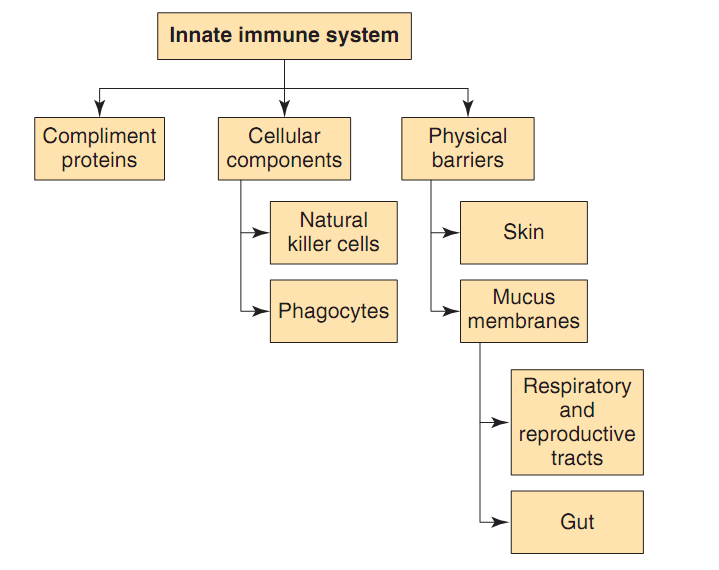 Innate immune system
Compliment
proteins
Cellular
components
Physical
barriers
Natural
killer cells
Skin
Phagocytes
Mucus
membranes
Respiratory
and
reproductive
tracts
Gut